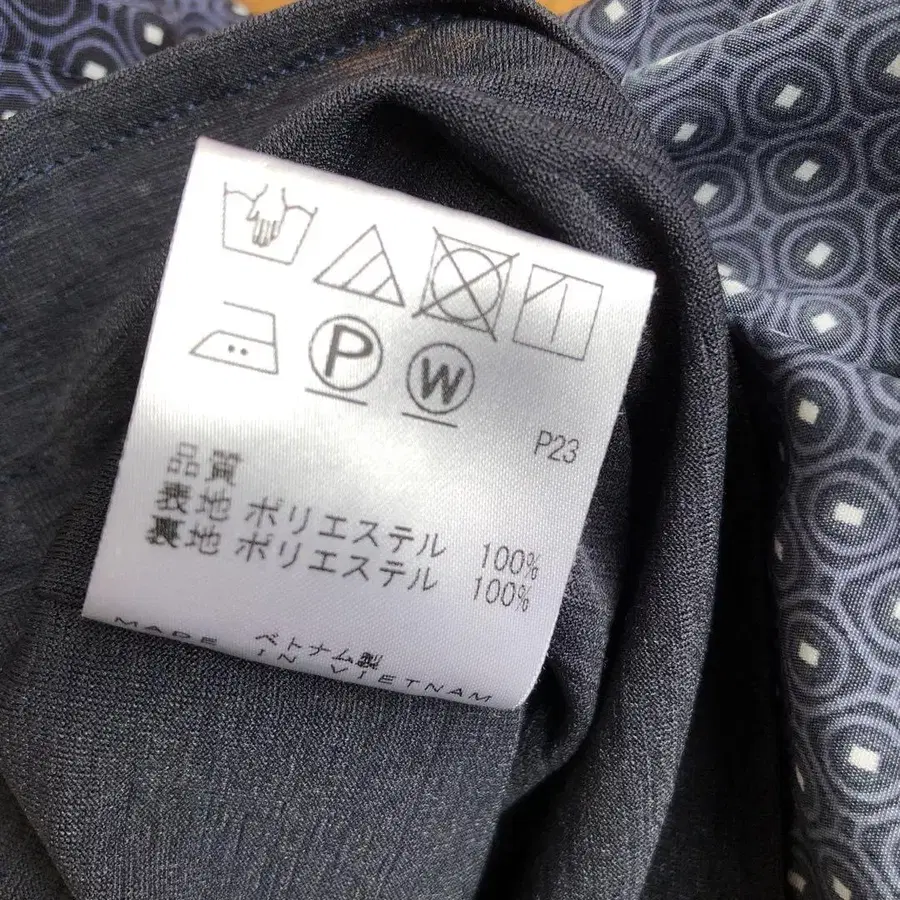 P
W
P23
品質
表地 ポリエステル 100%
裏地 ポリエステル 100%
ベトナム製
MADE IN VIETNAM